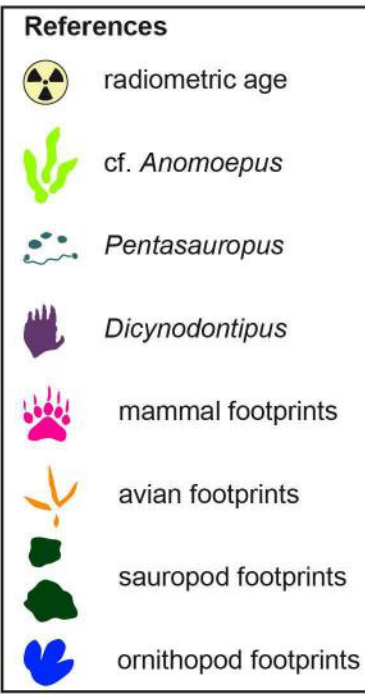 References
radiometric age
cf. Anomoepus
Pentasauropus
Dicynodontipus
mammal footprints
avian footprints
sauropod footprints
ornithopod footprints